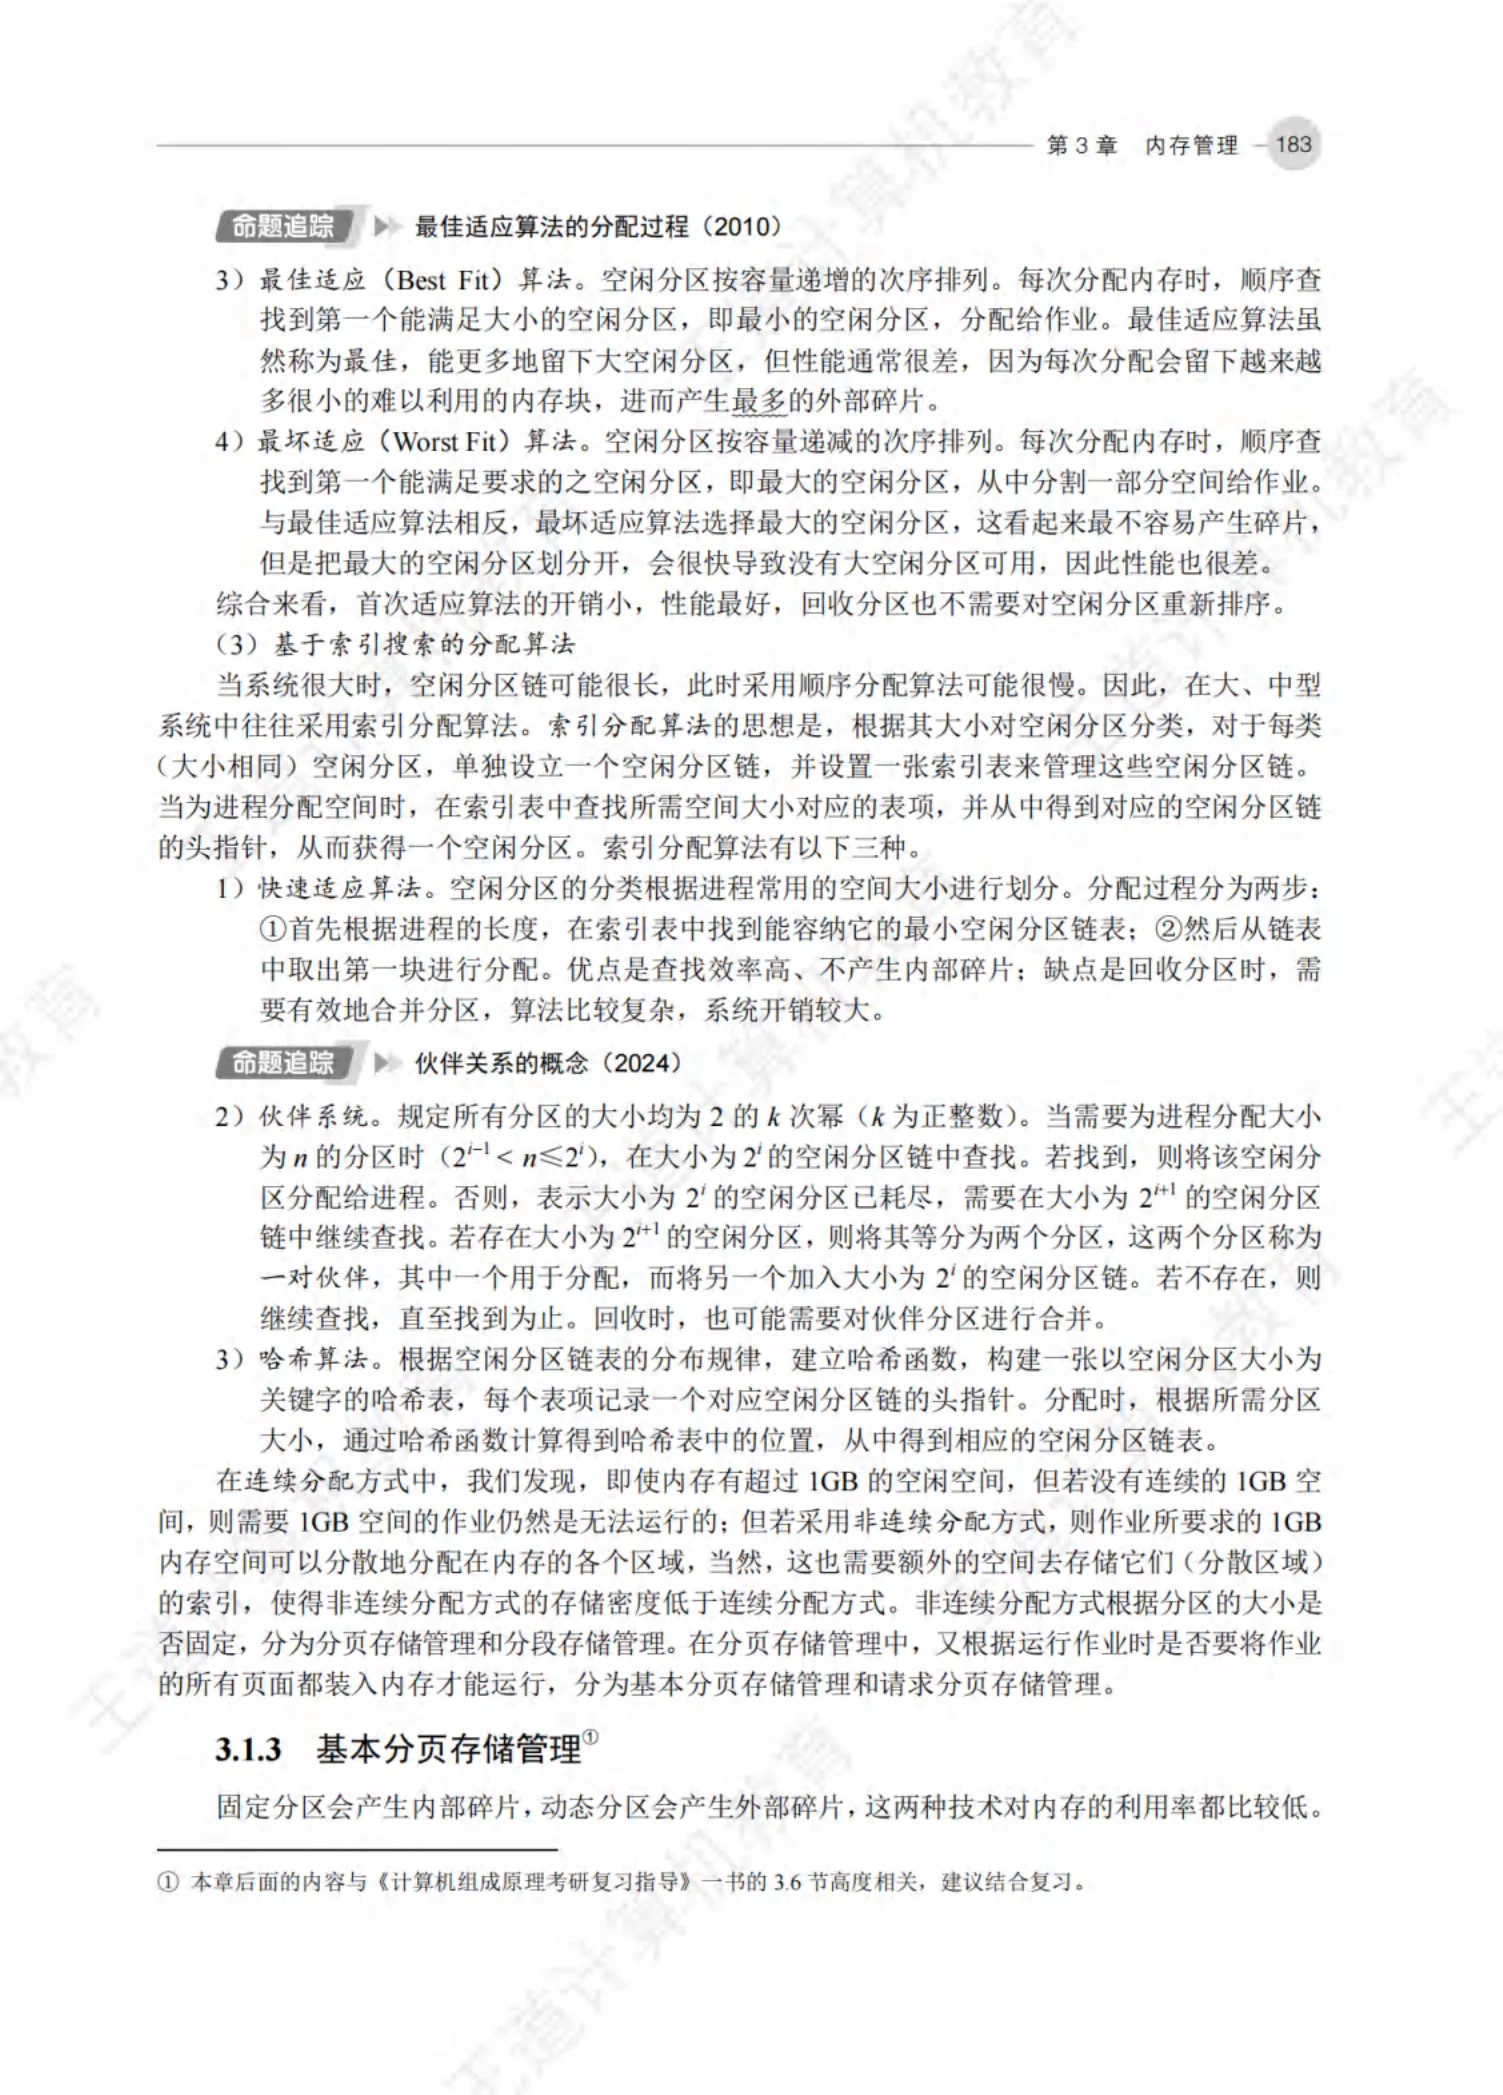 第 3 章 内存管理 183
命题追踪 最佳适应算法的分配过程（2010）
3）最佳适应（Best Fit）算法。空闲分区按容量递增的次序排列。每次分配内存时，顺序查
找到第一个能满足大小的空闲分区，即最小的空闲分区，分配给作业。最佳适应算法虽
然称为最佳，能更多地留下大空闲分区，但性能通常很差，因为每次分配会留下越来越
多很小的难以利用的内存块，进而产生最多的外部碎片。
4）最坏适应（Worst Fit）算法。空闲分区按容量递减的次序排列。每次分配内存时，顺序查
找到第一个能满足要求的之空闲分区，即最大的空闲分区，从中分割一部分空间给作业。
与最佳适应算法相反，最坏适应算法选择最大的空闲分区，这看起来最不容易产生碎片，
但是把最大的空闲分区划分开，会很快导致没有大空闲分区可用，因此性能也很差。
综合来看，首次适应算法的开销小，性能最好，回收分区也不需要对空闲分区重新排序。
（3）基于索引搜索的分配算法
当系统很大时，空闲分区链可能很长，此时采用顺序分配算法可能很慢。因此，在大、中型
系统中往往采用索引分配算法。索引分配算法的思想是，根据其大小对空闲分区分类，对于每类
（大小相同）空闲分区，单独设立一个空闲分区链，并设置一张索引表来管理这些空闲分区链。
当为进程分配空间时，在索引表中查找所需空间大小对应的表项，并从中得到对应的空闲分区链
的头指针，从而获得一个空闲分区。索引分配算法有以下三种。
1）快速适应算法。空闲分区的分类根据进程常用的空间大小进行划分。分配过程分为两步：
①首先根据进程的长度，在索引表中找到能容纳它的最小空闲分区链表；②然后从链表
中取出第一块进行分配。优点是查找效率高、不产生内部碎片；缺点是回收分区时，需
要有效地合并分区，算法比较复杂，系统开销较大。
命题追踪 伙伴关系的概念（2024）
2）伙伴系统。规定所有分区的大小均为 2 的 k 次幂（k 为正整数）。当需要为进程分配大小
为 n 的分区时（2^{i−1} < n≤2^i），在大小为 2^i 的空闲分区链中查找。若找到，则将该空闲分
区分配给进程。否则，表示大小为 2^i 的空闲分区已耗尽，需要在大小为 2^{i+1} 的空闲分区
链中继续查找。若存在大小为 2^{i+1} 的空闲分区，则将其等分为两个分区，这两个分区称为
一对伙伴，其中一个用于分配，而将另一个加入大小为 2^i 的空闲分区链。若不存在，则
继续查找，直至找到为止。回收时，也可能需要对伙伴分区进行合并。
3）哈希算法。根据空闲分区链表的分布规律，建立哈希函数，构建一张以空闲分区大小为
关键字的哈希表，每个表项记录一个对应空闲分区链的头指针。分配时，根据所需分区
大小，通过哈希函数计算得到哈希表中的位置，从中得到相应的空闲分区链表。
在连续分配方式中，我们发现，即使内存有超过 1GB 的空闲空间，但若没有连续的 1GB 空
间，则需要 1GB 空间的作业仍然是无法运行的；但若采用非连续分配方式，则作业所要求的 1GB
内存空间可以分散地分配在内存的各个区域，当然，这也需要额外的空间去存储它们（分散区域）
的索引，使得非连续分配方式的存储密度低于连续分配方式。非连续分配方式根据分区的大小是
否固定，分为分页存储管理和分段存储管理。在分页存储管理中，又根据运行作业时是否要将作业
的所有页面都装入内存才能运行，分为基本分页存储管理和请求分页存储管理。
3.1.3 基本分页存储管理①
固定分区会产生内部碎片，动态分区会产生外部碎片，这两种技术对内存的利用率都比较低。
① 本章后面的内容与《计算机组成原理考研复习指导》一书的 3.6 节高度相关，建议结合复习。
王道计算机教育